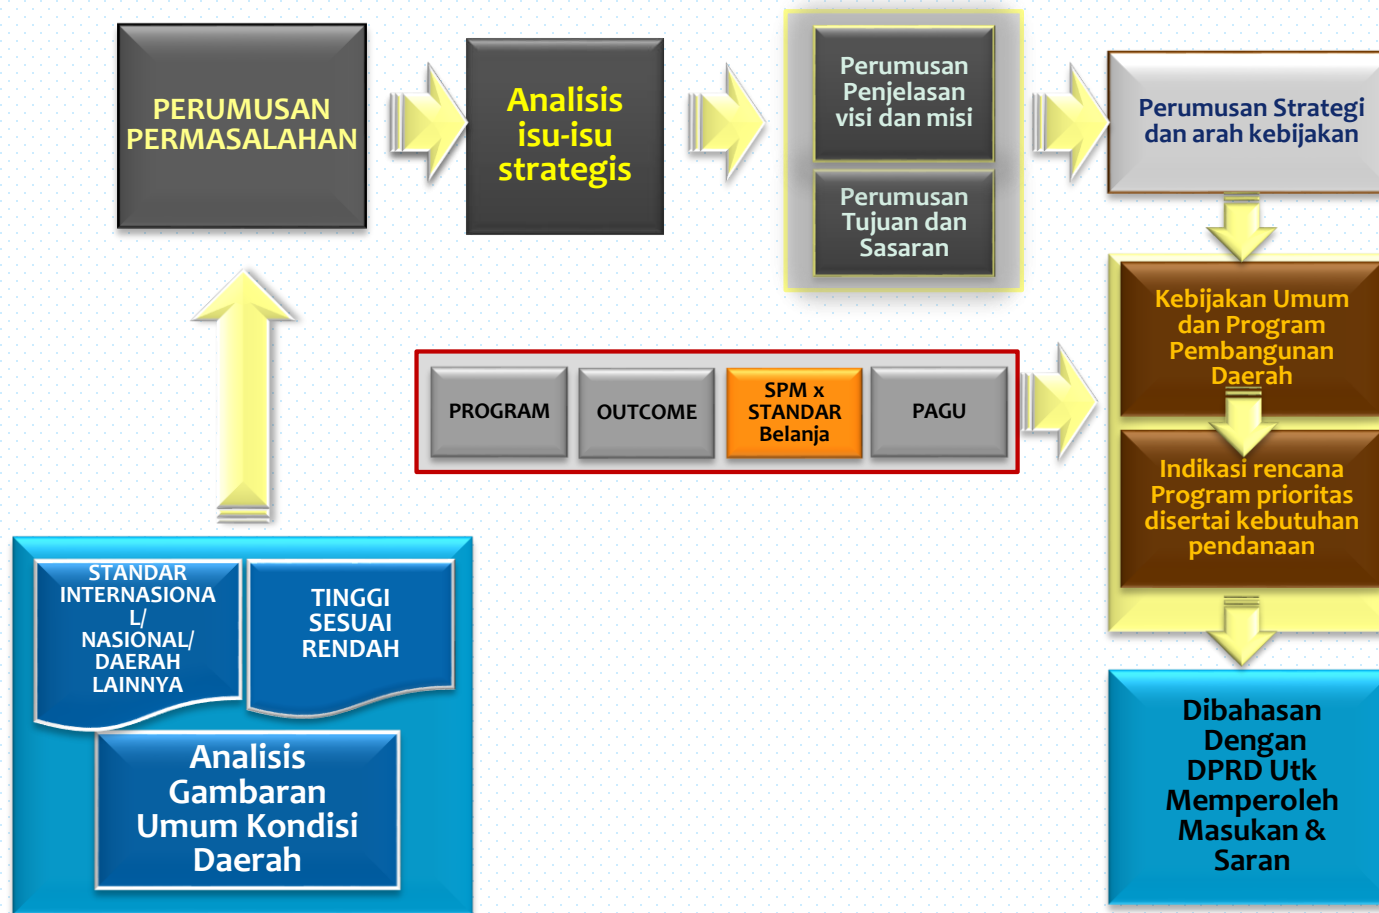 PERUMUSAN
PERMASALAHAN
Analisis
isu-isu
strategis
Perumusan
Penjelasan
visi dan misi
Perumusan
Tujuan dan
Sasaran
Perumusan Strategi
dan arah kebijakan
Kebijakan Umum
dan Program
Pembangunan
Daerah
Indikasi rencana
Program prioritas
disertai kebutuhan
pendanaan
PROGRAM
OUTCOME
SPM x
STANDAR
Belanja
PAGU
STANDAR
INTERNASIONA
L/
NASIONAL/
DAERAH
LAINNYA
TINGGI
SESUAI
RENDAH
Analisis
Gambaran
Umum Kondisi
Daerah
Dibahasan
Dengan
DPRD Utk
Memperoleh
Masukan &
Saran